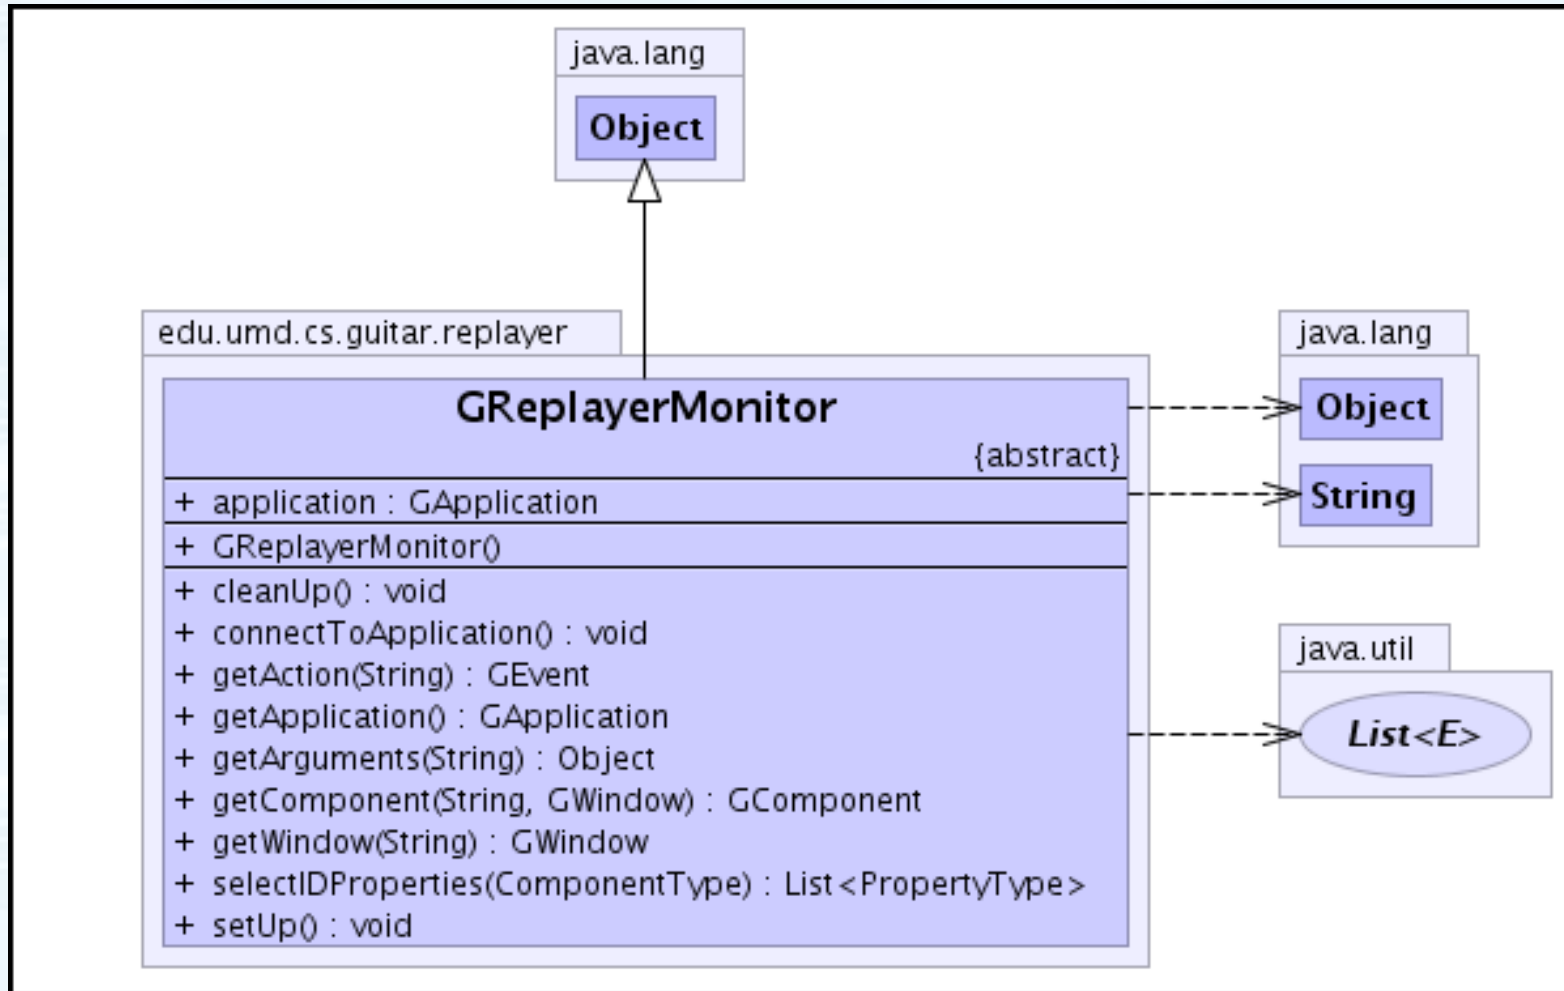 java.lang
Object
edu.umd.cs.guitar.replayer
GReplayerMonitor
{abstract}
+ application : GApplication
+ GReplayerMonitor()
+ cleanUp() : void
+ connectToApplication() : void
+ getAction(String) : GEvent
+ getApplication() : GApplication
+ getArguments(String) : Object
+ getComponent(String, GWindow) : GComponent
+ getWindow(String) : GWindow
+ selectIDProperties(ComponentType) : List<PropertyType>
+ setUp() : void
java.lang
Object
String
java.util
List<E>